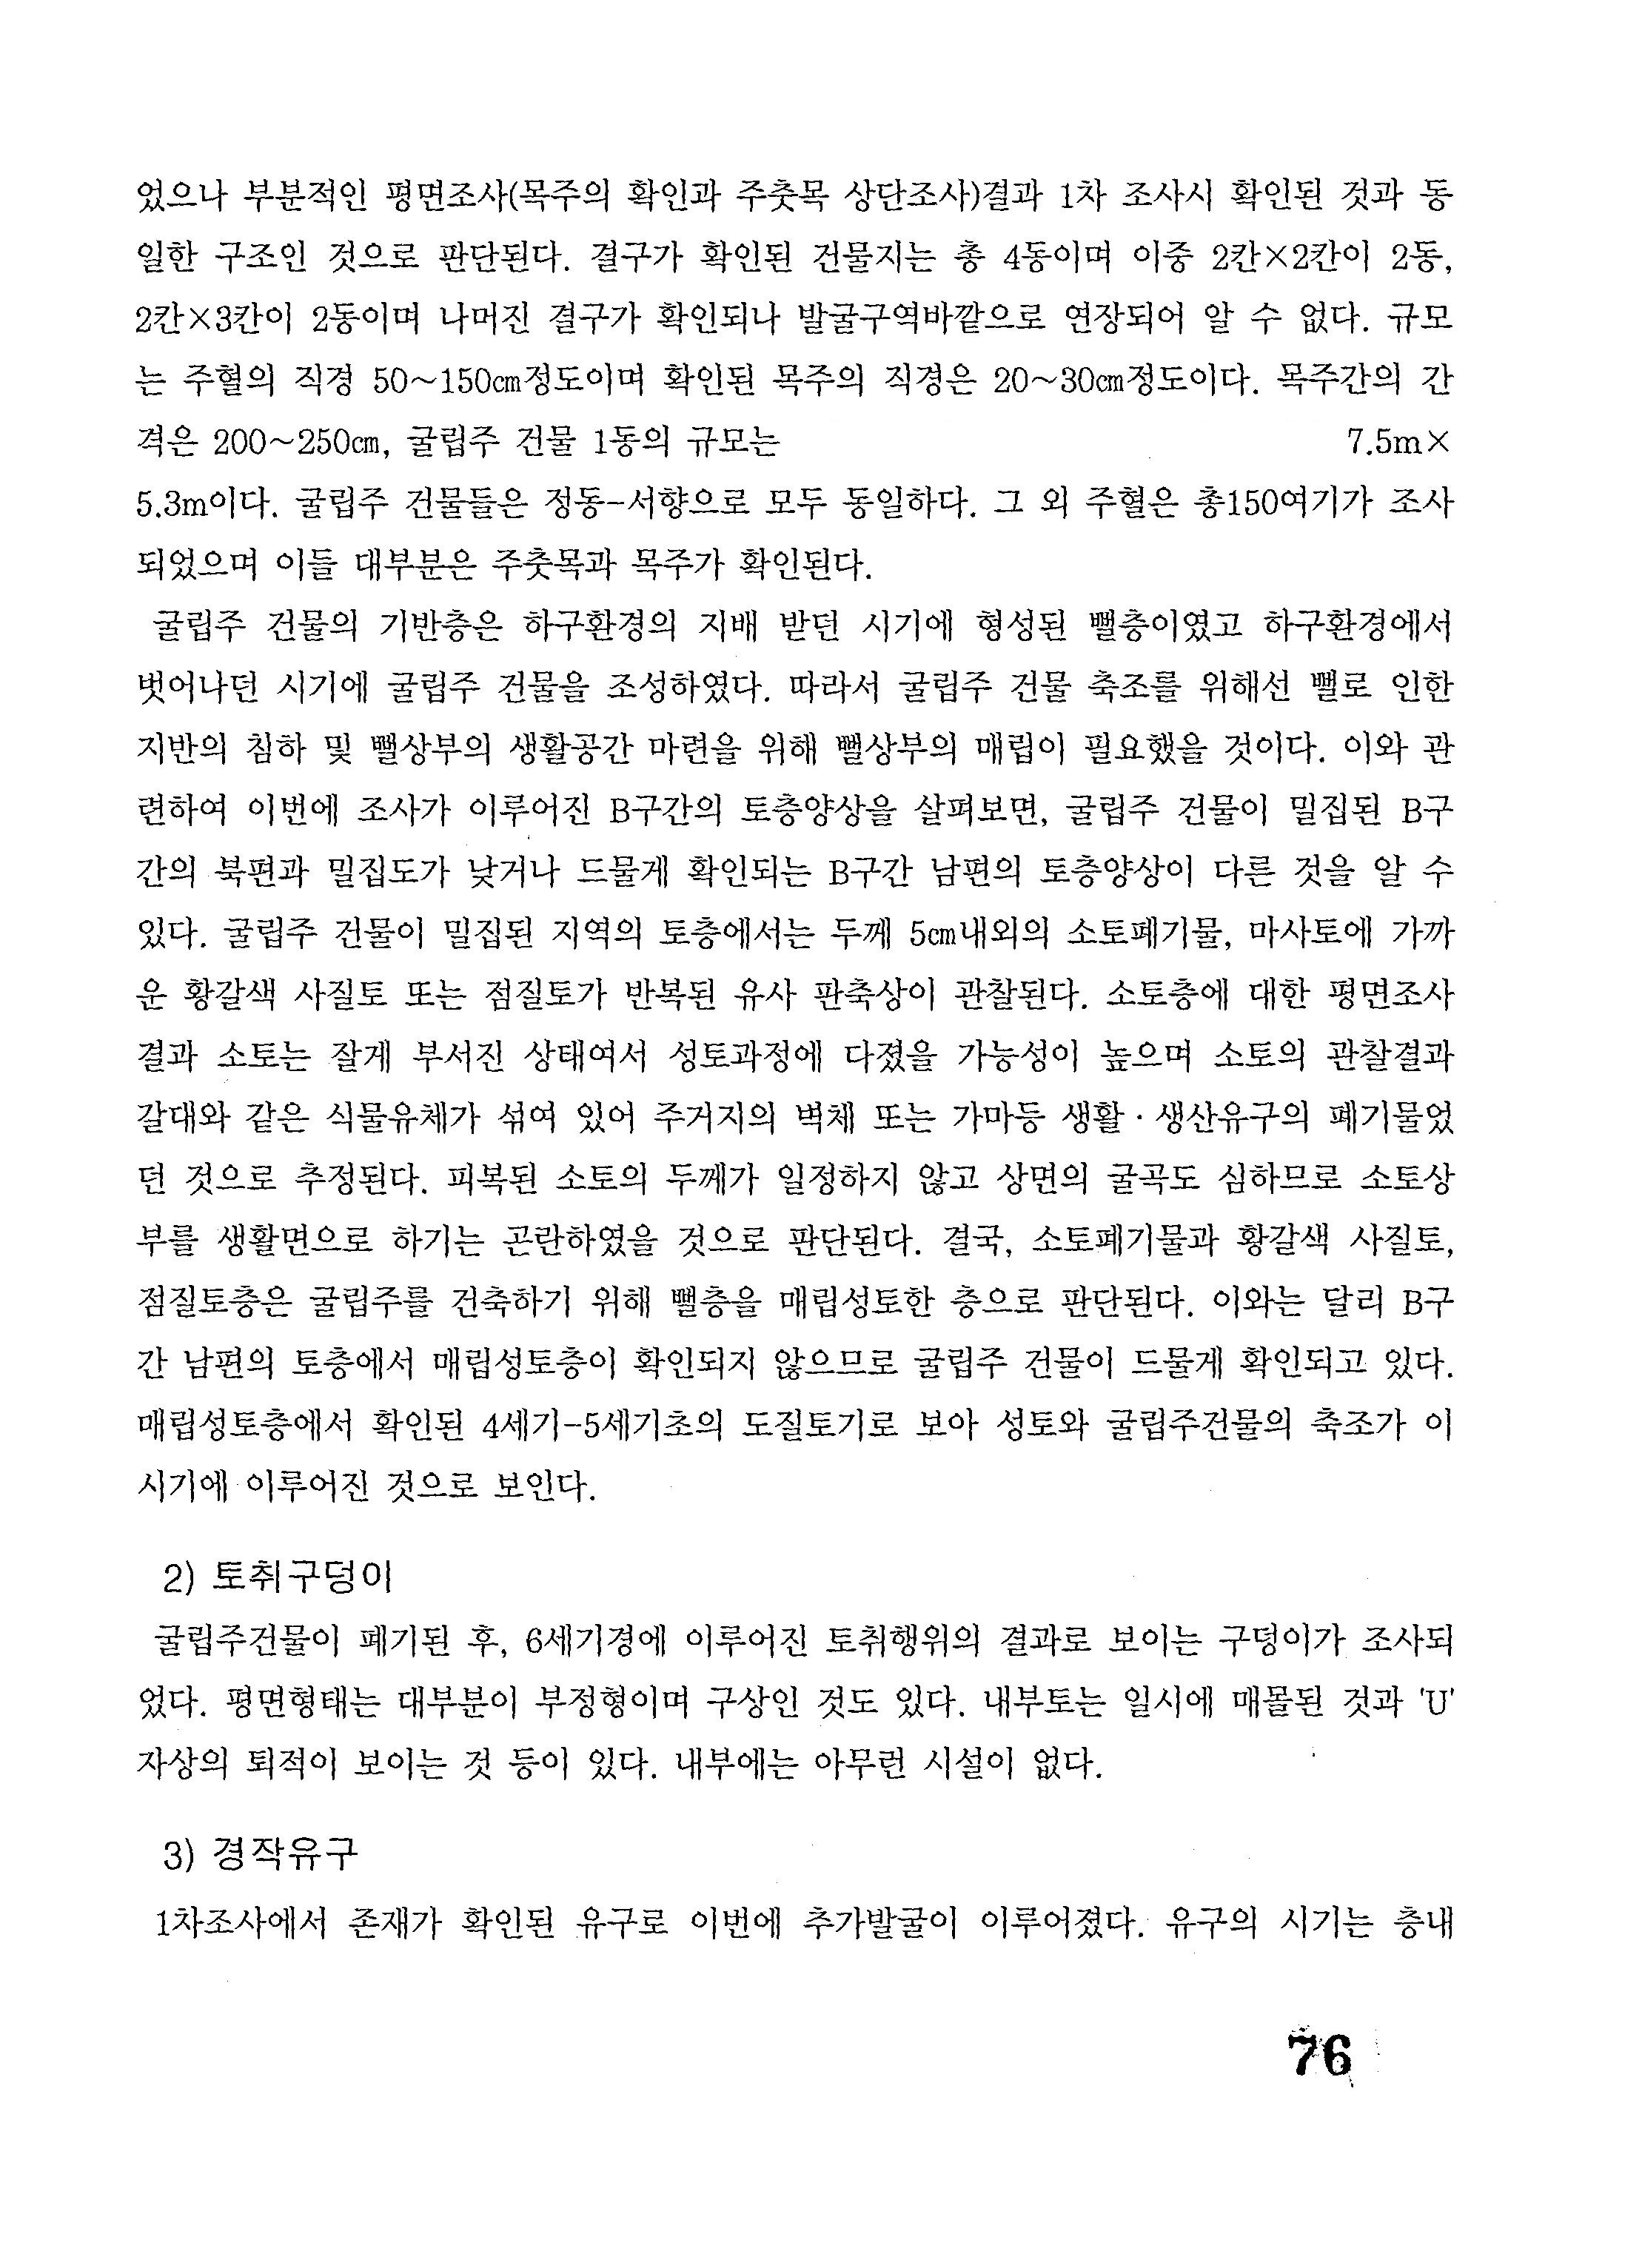 었으나 부분적인 평면조사(목주의 확인과 주춧목 상단조사)결과 1차 조사시 확인된 것과 동
일한 구조인 것으로 판단된다. 결구가 확인된 건물지는 총 4동이며 이중 2칸×2칸이 2동,
2칸×3칸이 2동이며 나머진 결구가 확인되나 발굴구역바깥으로 연장되어 알 수 없다. 규모
는 주혈의 직경 50~150㎝정도이며 확인된 목주의 직경은 20~30㎝정도이다. 목주간의 간
격은 200~250㎝, 굴립주 건물 1동의 규모는 7.5m×
5.3m이다. 굴립주 건물들은 정동-서향으로 모두 동일하다. 그 외 주혈은 총150여기가 조사
되었으며 이들 대부분은 주춧목과 목주가 확인된다.
굴립주 건물의 기반층은 하구환경의 지배 받던 시기에 형성된 뻘층이였고 하구환경에서
벗어나던 시기에 굴립주 건물을 조성하였다. 따라서 굴립주 건물 축조를 위해선 뻘로 인한
지반의 침하 및 뻘상부의 생활공간 마련을 위해 뻘상부의 매립이 필요했을 것이다. 이와 관
련하여 이번에 조사가 이루어진 B구간의 토층양상을 살펴보면, 굴립주 건물이 밀집된 B구
간의 북편과 밀집도가 낮거나 드물게 확인되는 B구간 남편의 토층양상이 다른 것을 알 수
있다. 굴립주 건물이 밀집된 지역의 토층에서는 두께 5㎝내외의 소토폐기물, 마사토에 가까
운 황갈색 사질토 또는 점질토가 반복된 유사 판축상이 관찰된다. 소토층에 대한 평면조사
결과 소토는 잘게 부서진 상태여서 성토과정에 다졌을 가능성이 높으며 소토의 관찰결과
갈대와 같은 식물유체가 섞여 있어 주거지의 벽체 또는 가마등 생활·생산유구의 폐기물었
던 것으로 추정된다. 피복된 소토의 두께가 일정하지 않고 상면의 굴곡도 심하므로 소토상
부를 생활면으로 하기는 곤란하였을 것으로 판단된다. 결국, 소토폐기물과 황갈색 사질토,
점질토층은 굴립주를 건축하기 위해 뻘층을 매립성토한 층으로 판단된다. 이와는 달리 B구
간 남편의 토층에서 매립성토층이 확인되지 않으므로 굴립주 건물이 드물게 확인되고 있다.
매립성토층에서 확인된 4세기-5세기초의 도질토기로 보아 성토와 굴립주건물의 축조가 이
시기에 이루어진 것으로 보인다.
2) 토취구덩이
굴립주건물이 폐기된 후, 6세기경에 이루어진 토취행위의 결과로 보이는 구덩이가 조사되
었다. 평면형태는 대부분이 부정형이며 구상인 것도 있다. 내부토는 일시에 매몰된 것과 'U'
자상의 퇴적이 보이는 것 등이 있다. 내부에는 아무런 시설이 없다.
3) 경작유구
1차조사에서 존재가 확인된 유구로 이번에 추가발굴이 이루어졌다. 유구의 시기는 층내
76